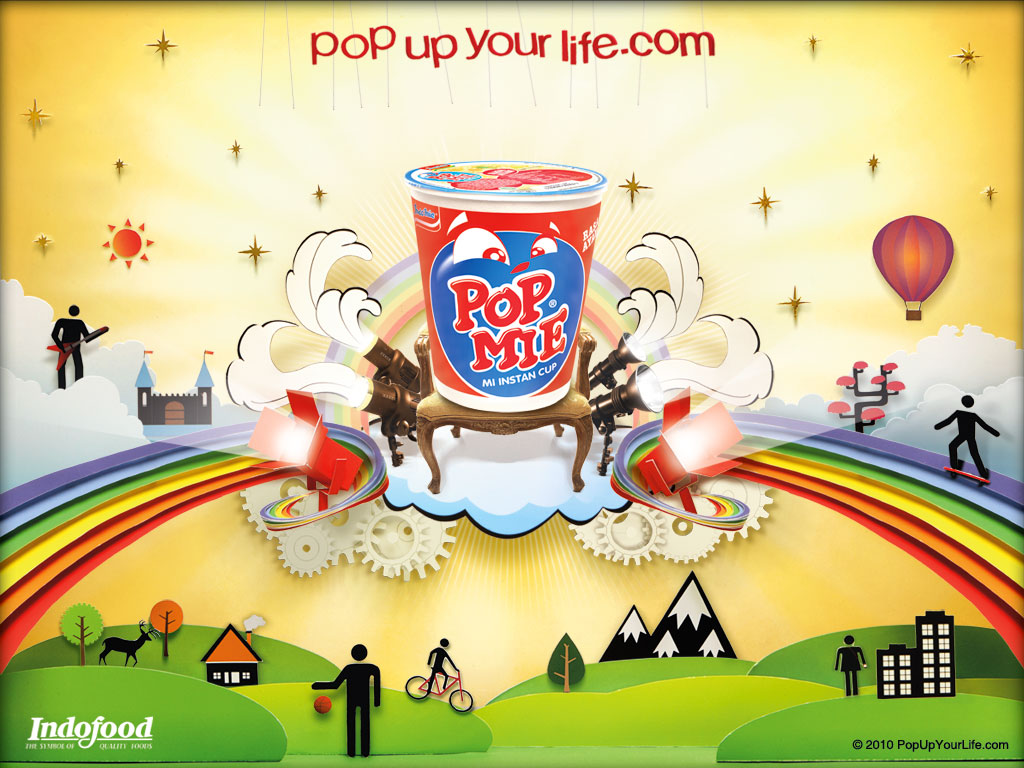 pop up your life.com
POP
MIE®
MI INSTAN CUP
Indofood
THE SYMBOL OF QUALITY FOODS
© 2010 PopUpYourLife.com